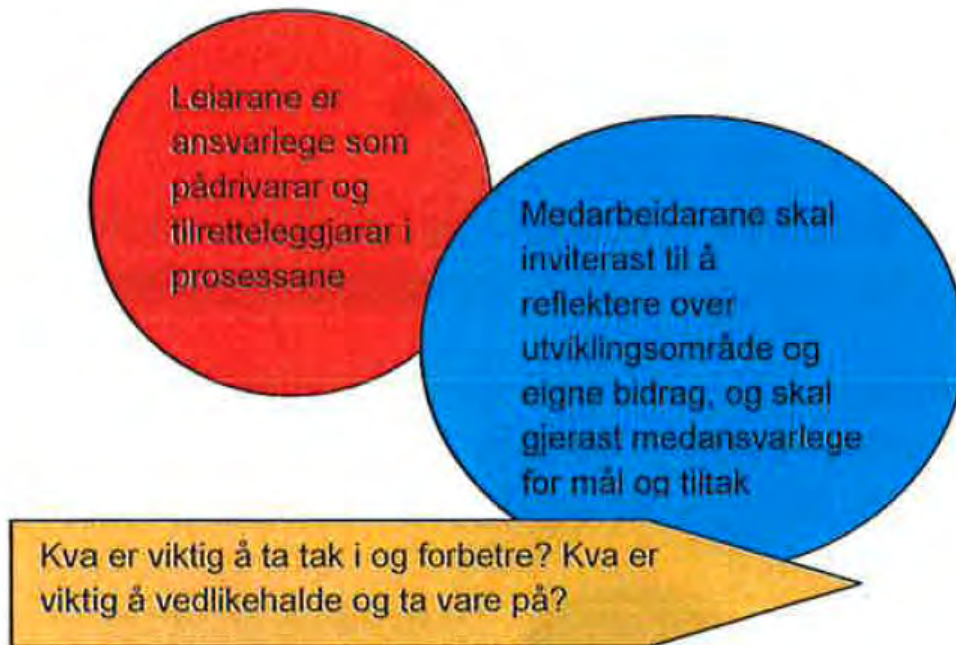 Leiarane er
ansvarlege som
pådrivarar og
tilretteleggjarar i
prosessane
Medarbeidarane skal
inviterast til å
reflektere over
utviklingsområde og
eigne bidrag, og skal
gjerast medansvarlege
for mål og tiltak
Kva er viktig å ta tak i og forbetre? Kva er
viktig å vedlikehalde og ta vare på?